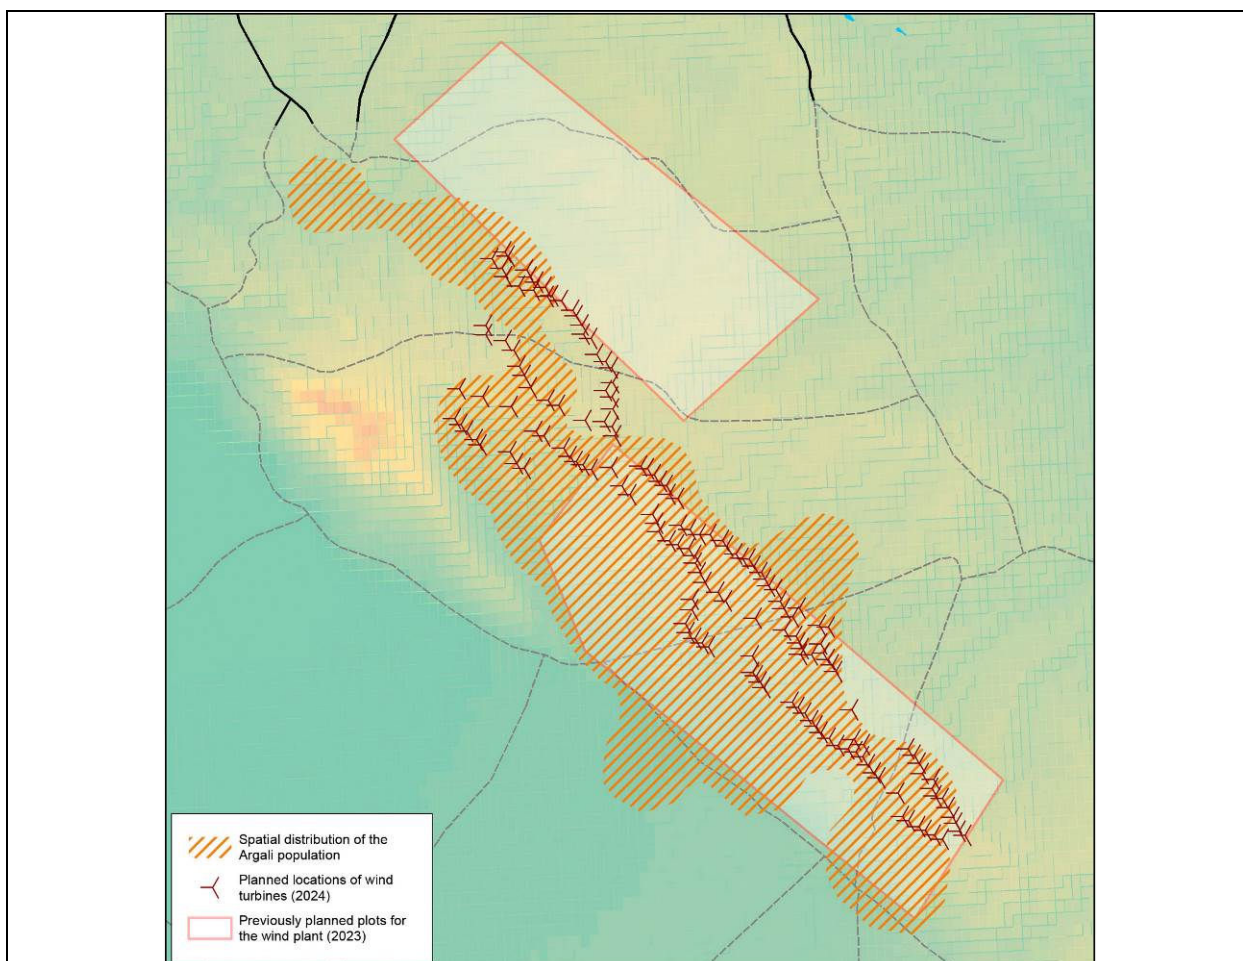 Spatial distribution of the
Argali population
Planned locations of wind
turbines (2024)
Previously planned plots for
the wind plant (2023)